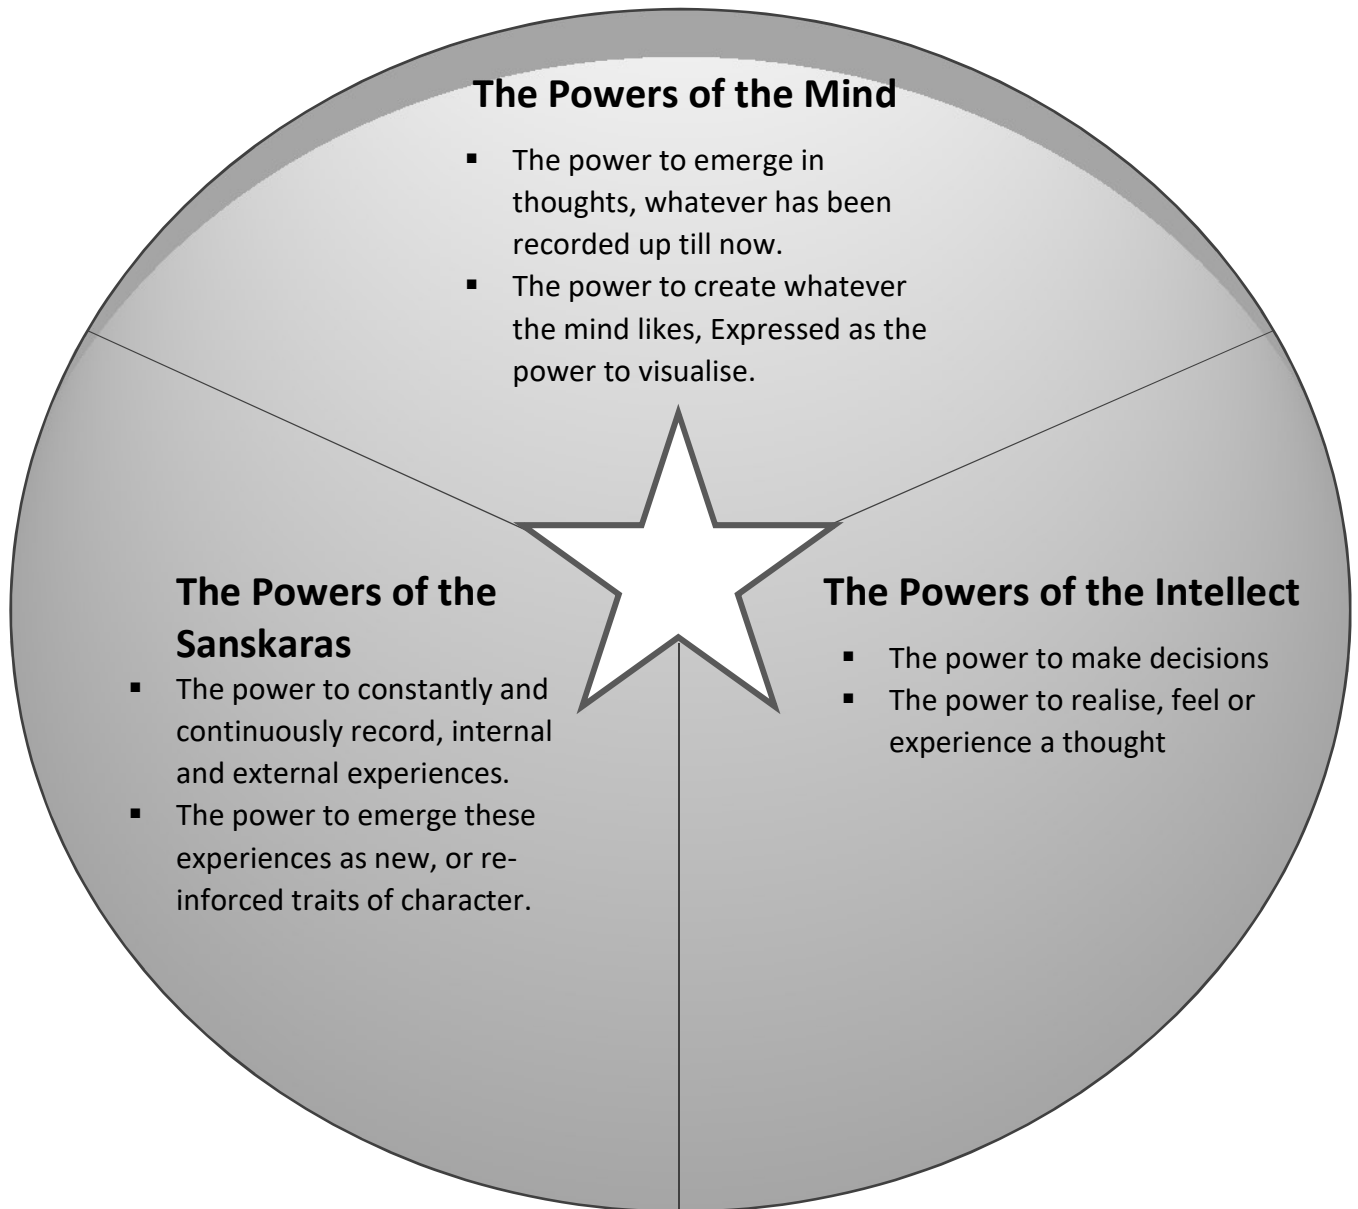 The Powers of the Mind
▪ The power to emerge in
thoughts, whatever has been
recorded up till now.
▪ The power to create whatever
the mind likes, Expressed as the
power to visualise.
The Powers of the
Sanskaras
▪ The power to constantly and
continuously record, internal
and external experiences.
▪ The power to emerge these
experiences as new, or re-
inforced traits of character.
The Powers of the Intellect
▪ The power to make decisions
▪ The power to realise, feel or
experience a thought